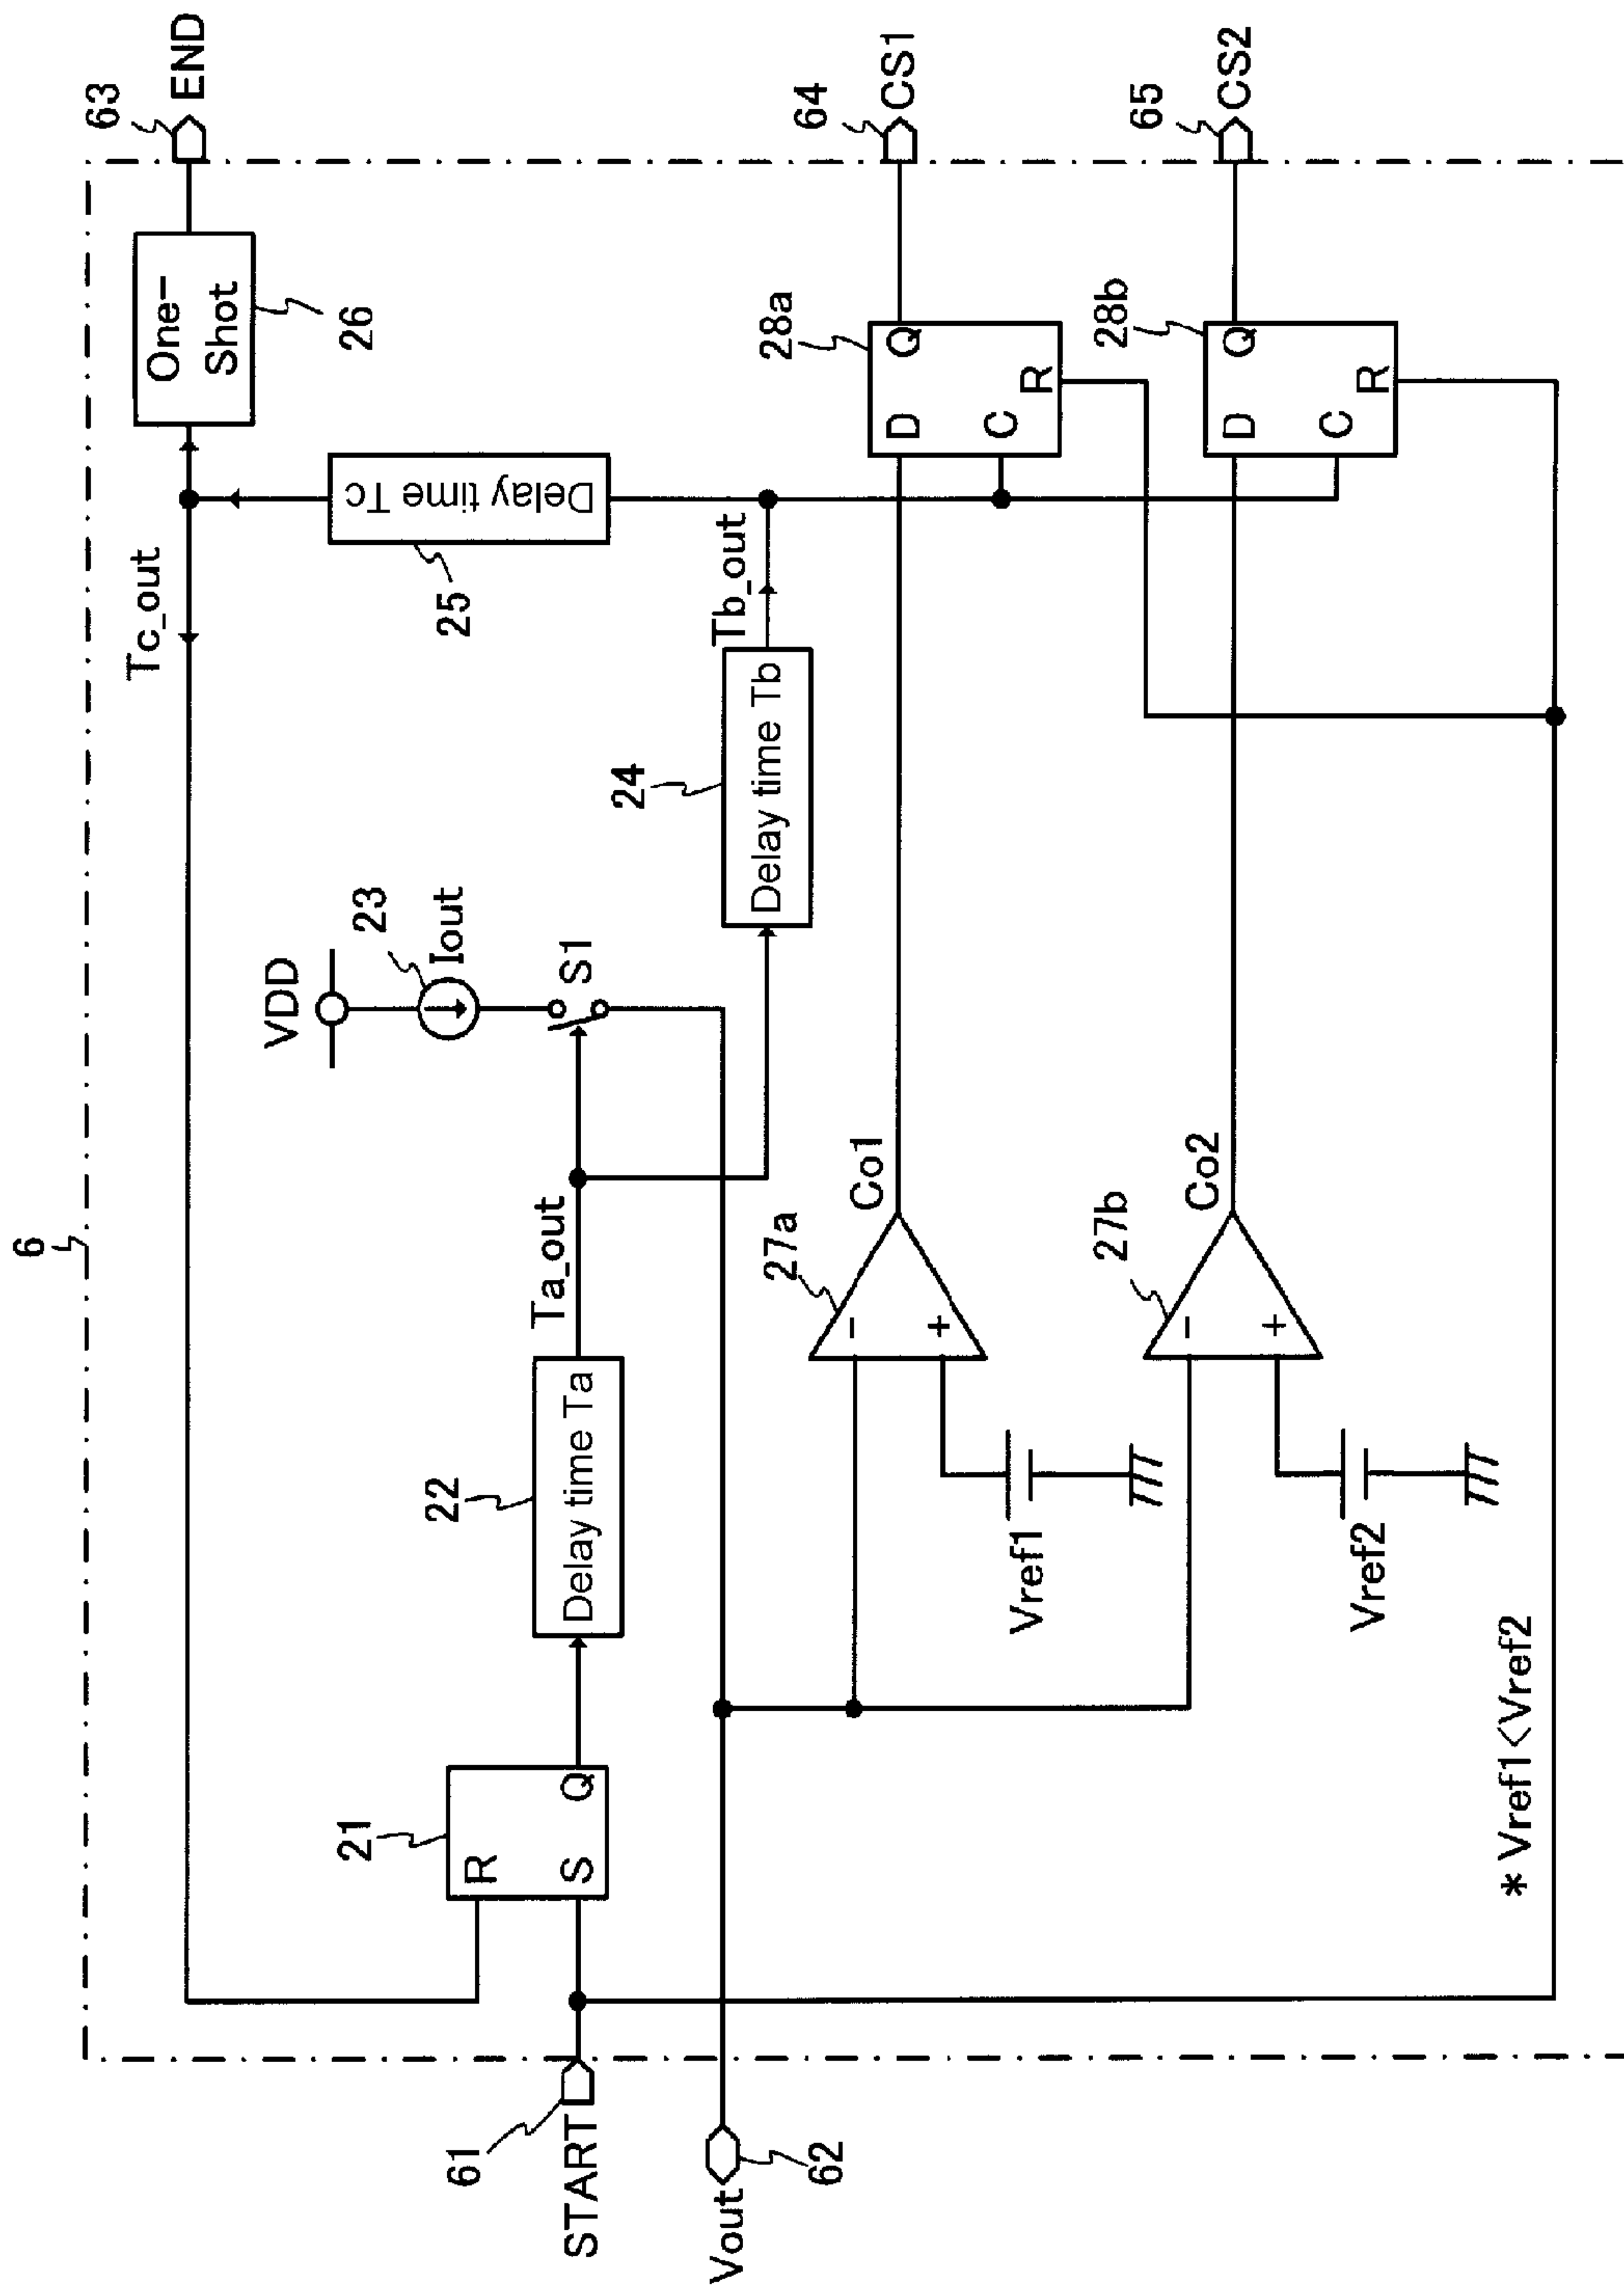 6
63
END
Tc_out
One-
Shot
26
VDD
23
Iout
S1
25
Delay time Tc
21
R
S
Q
22
Delay time Ta
Ta_out
24
Delay time Tb
Tb_out
61
START
Vout
62
27a
-
+
Co1
Vref1
28a
D
Q
C
R
64
CS1
27b
-
+
Co2
Vref2
28b
D
Q
C
R
65
CS2
* Vref1<Vref2